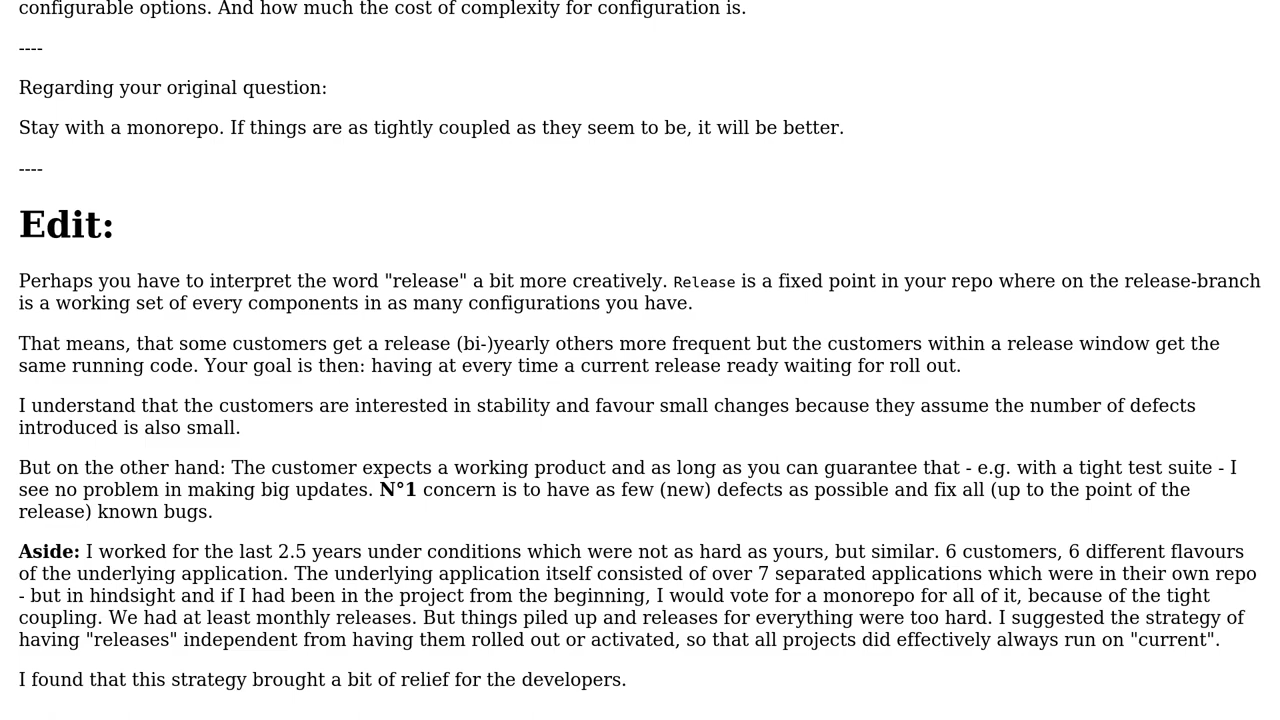 configurable options. And how much the cost of complexity for configuration is.
----
Regarding your original question:
Stay with a monorepo. If things are as tightly coupled as they seem to be, it will be better.
----
Edit:
Perhaps you have to interpret the word "release" a bit more creatively. Release is a fixed point in your repo where on the release-branch
is a working set of every components in as many configurations you have.
That means, that some customers get a release (bi-)yearly others more frequent but the customers within a release window get the
same running code. Your goal is then: having at every time a current release ready waiting for roll out.
I understand that the customers are interested in stability and favour small changes because they assume the number of defects
introduced is also small.
But on the other hand: The customer expects a working product and as long as you can guarantee that - e.g. with a tight test suite - I
see no problem in making big updates. N°1 concern is to have as few (new) defects as possible and fix all (up to the point of the
release) known bugs.
Aside: I worked for the last 2.5 years under conditions which were not as hard as yours, but similar. 6 customers, 6 different flavours
of the underlying application. The underlying application itself consisted of over 7 separated applications which were in their own repo
- but in hindsight and if I had been in the project from the beginning, I would vote for a monorepo for all of it, because of the tight
coupling. We had at least monthly releases. But things piled up and releases for everything were too hard. I suggested the strategy of
having "releases" independent from having them rolled out or activated, so that all projects did effectively always run on "current".
I found that this strategy brought a bit of relief for the developers.